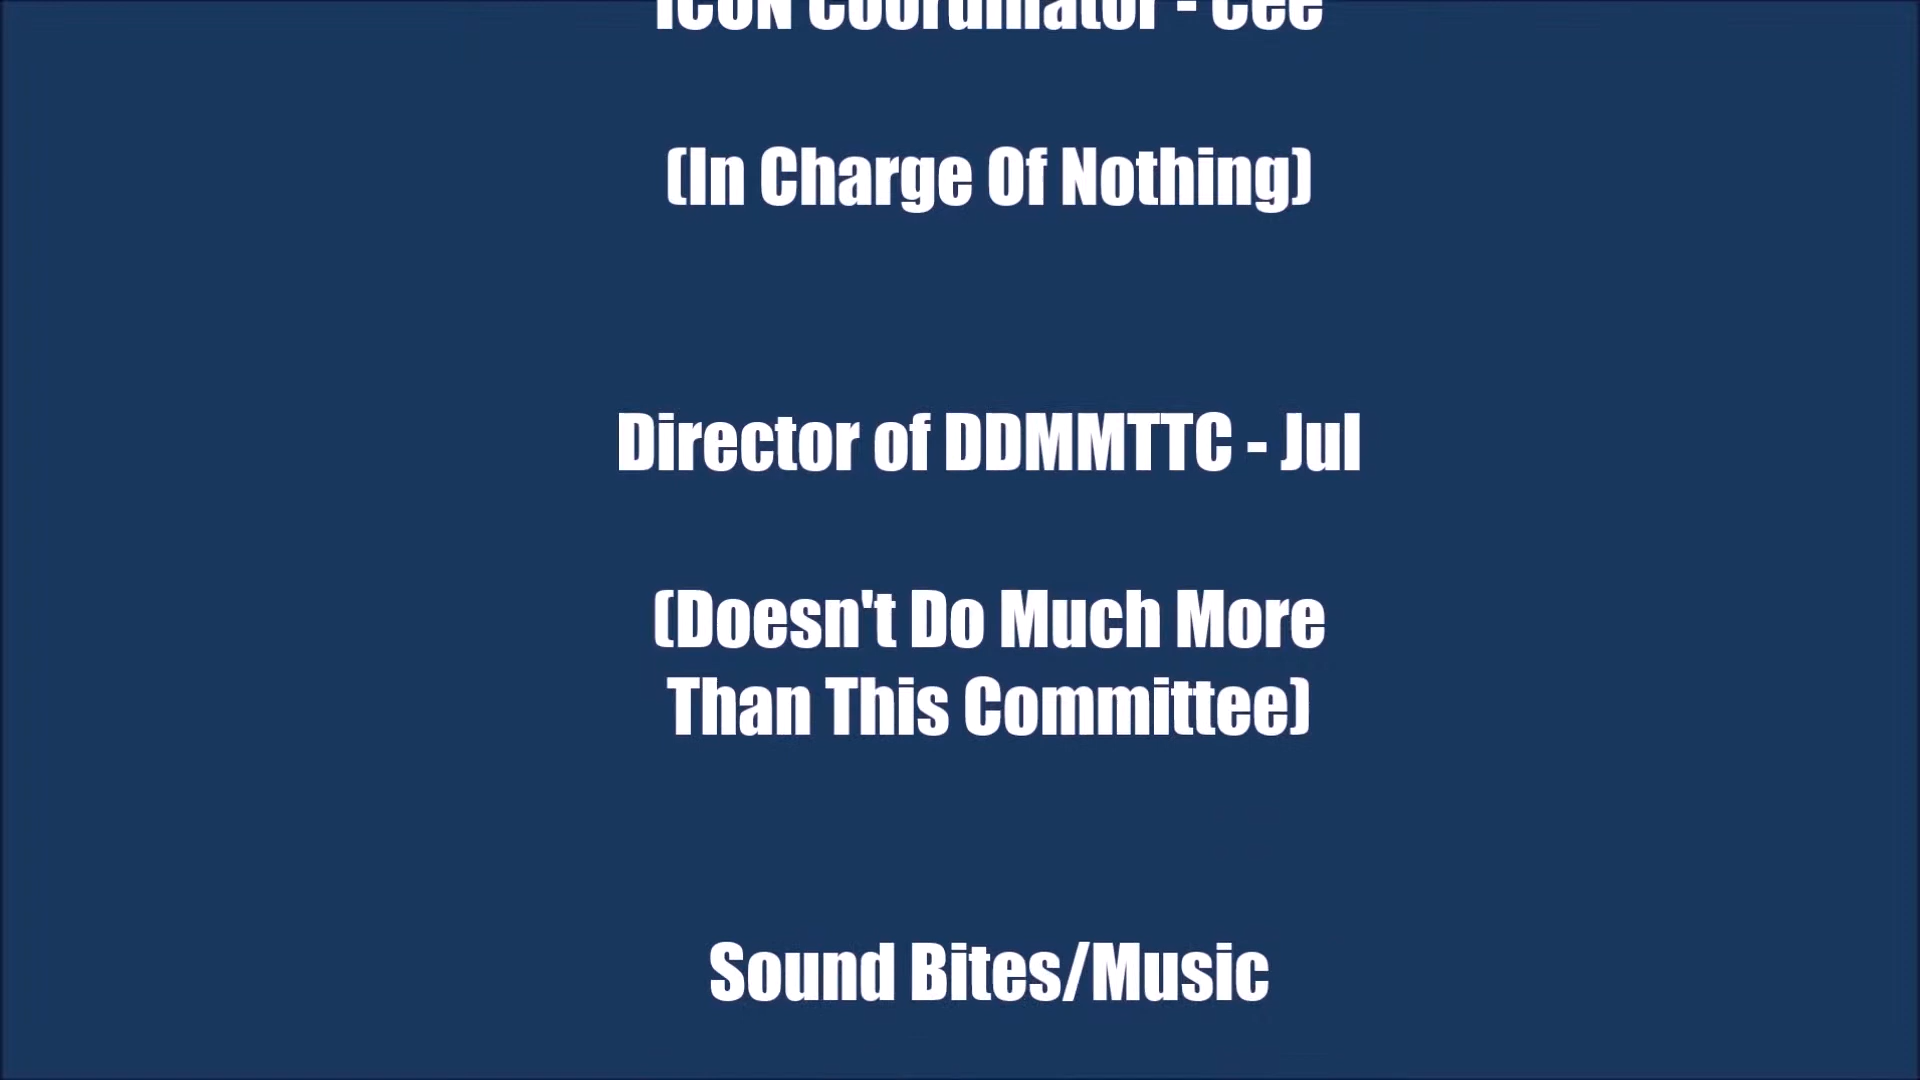 ICON Coordinator - Cee
(In Charge Of Nothing)
Director of DDMMTTC - Jul
(Doesn't Do Much More
Than This Committee)
Sound Bites/Music